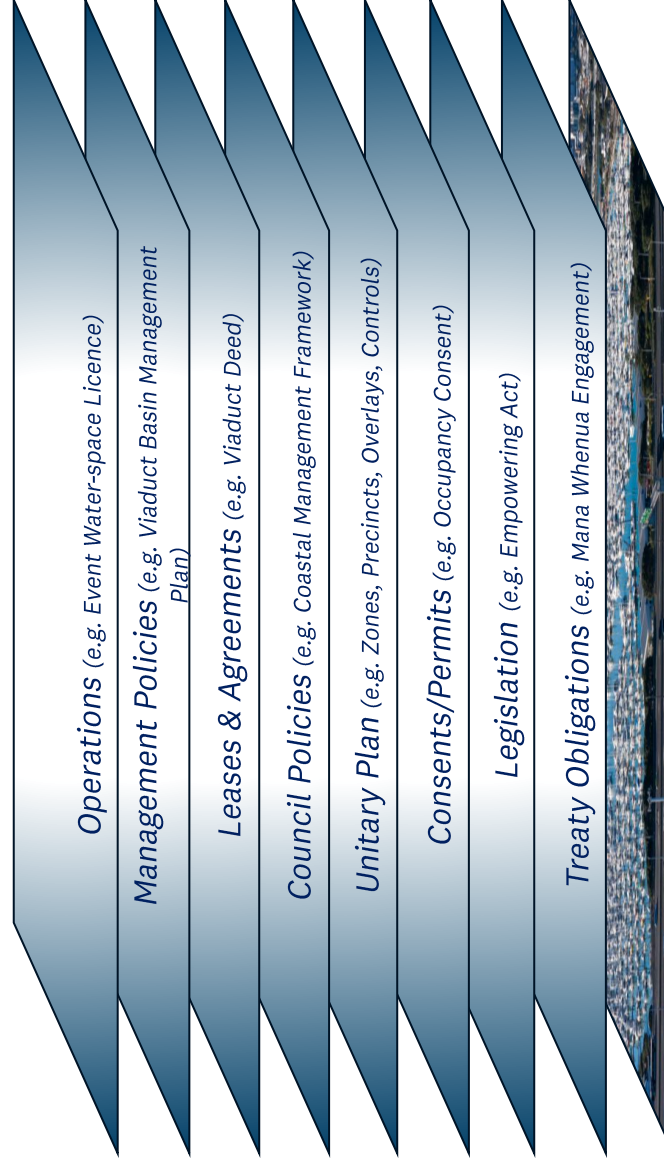 Operations (e.g. Event Water-space Licence)
Management Policies (e.g. Viaduct Basin Management
Plan)
Leases & Agreements (e.g. Viaduct Deed)
Council Policies (e.g. Coastal Management Framework)
Unitary Plan (e.g. Zones, Precincts, Overlays, Controls)
Consents/Permits (e.g. Occupancy Consent)
Legislation (e.g. Empowering Act)
Treaty Obligations (e.g. Mana Whenua Engagement)